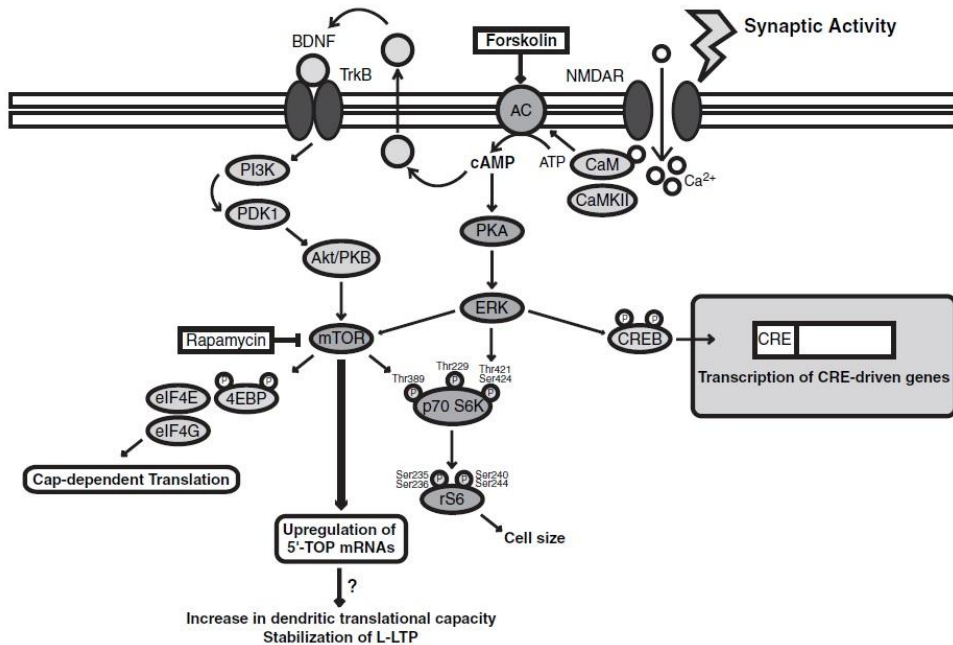 Synaptic Activity
BDNF
Forskolin
TrkB
NMDAR
AC
cAMP
ATP
CaM
Ca2+
CaMKII
PI3K
PDK1
PKA
Akt/PKB
ERK
Rapamycin
mTOR
P P
CREB
CRE
Transcription of CRE-driven genes
Thr389
Thr229
Thr421
Ser424
P P P
p70 S6K
eIF4E
P P
4EBP
eIF4G
Cap-dependent Translation
Ser235
Ser236
P P
Ser240
Ser244
rS6
Cell size
Upregulation of
5'-TOP mRNAs
?
Increase in dendritic translational capacity
Stabilization of L-LTP